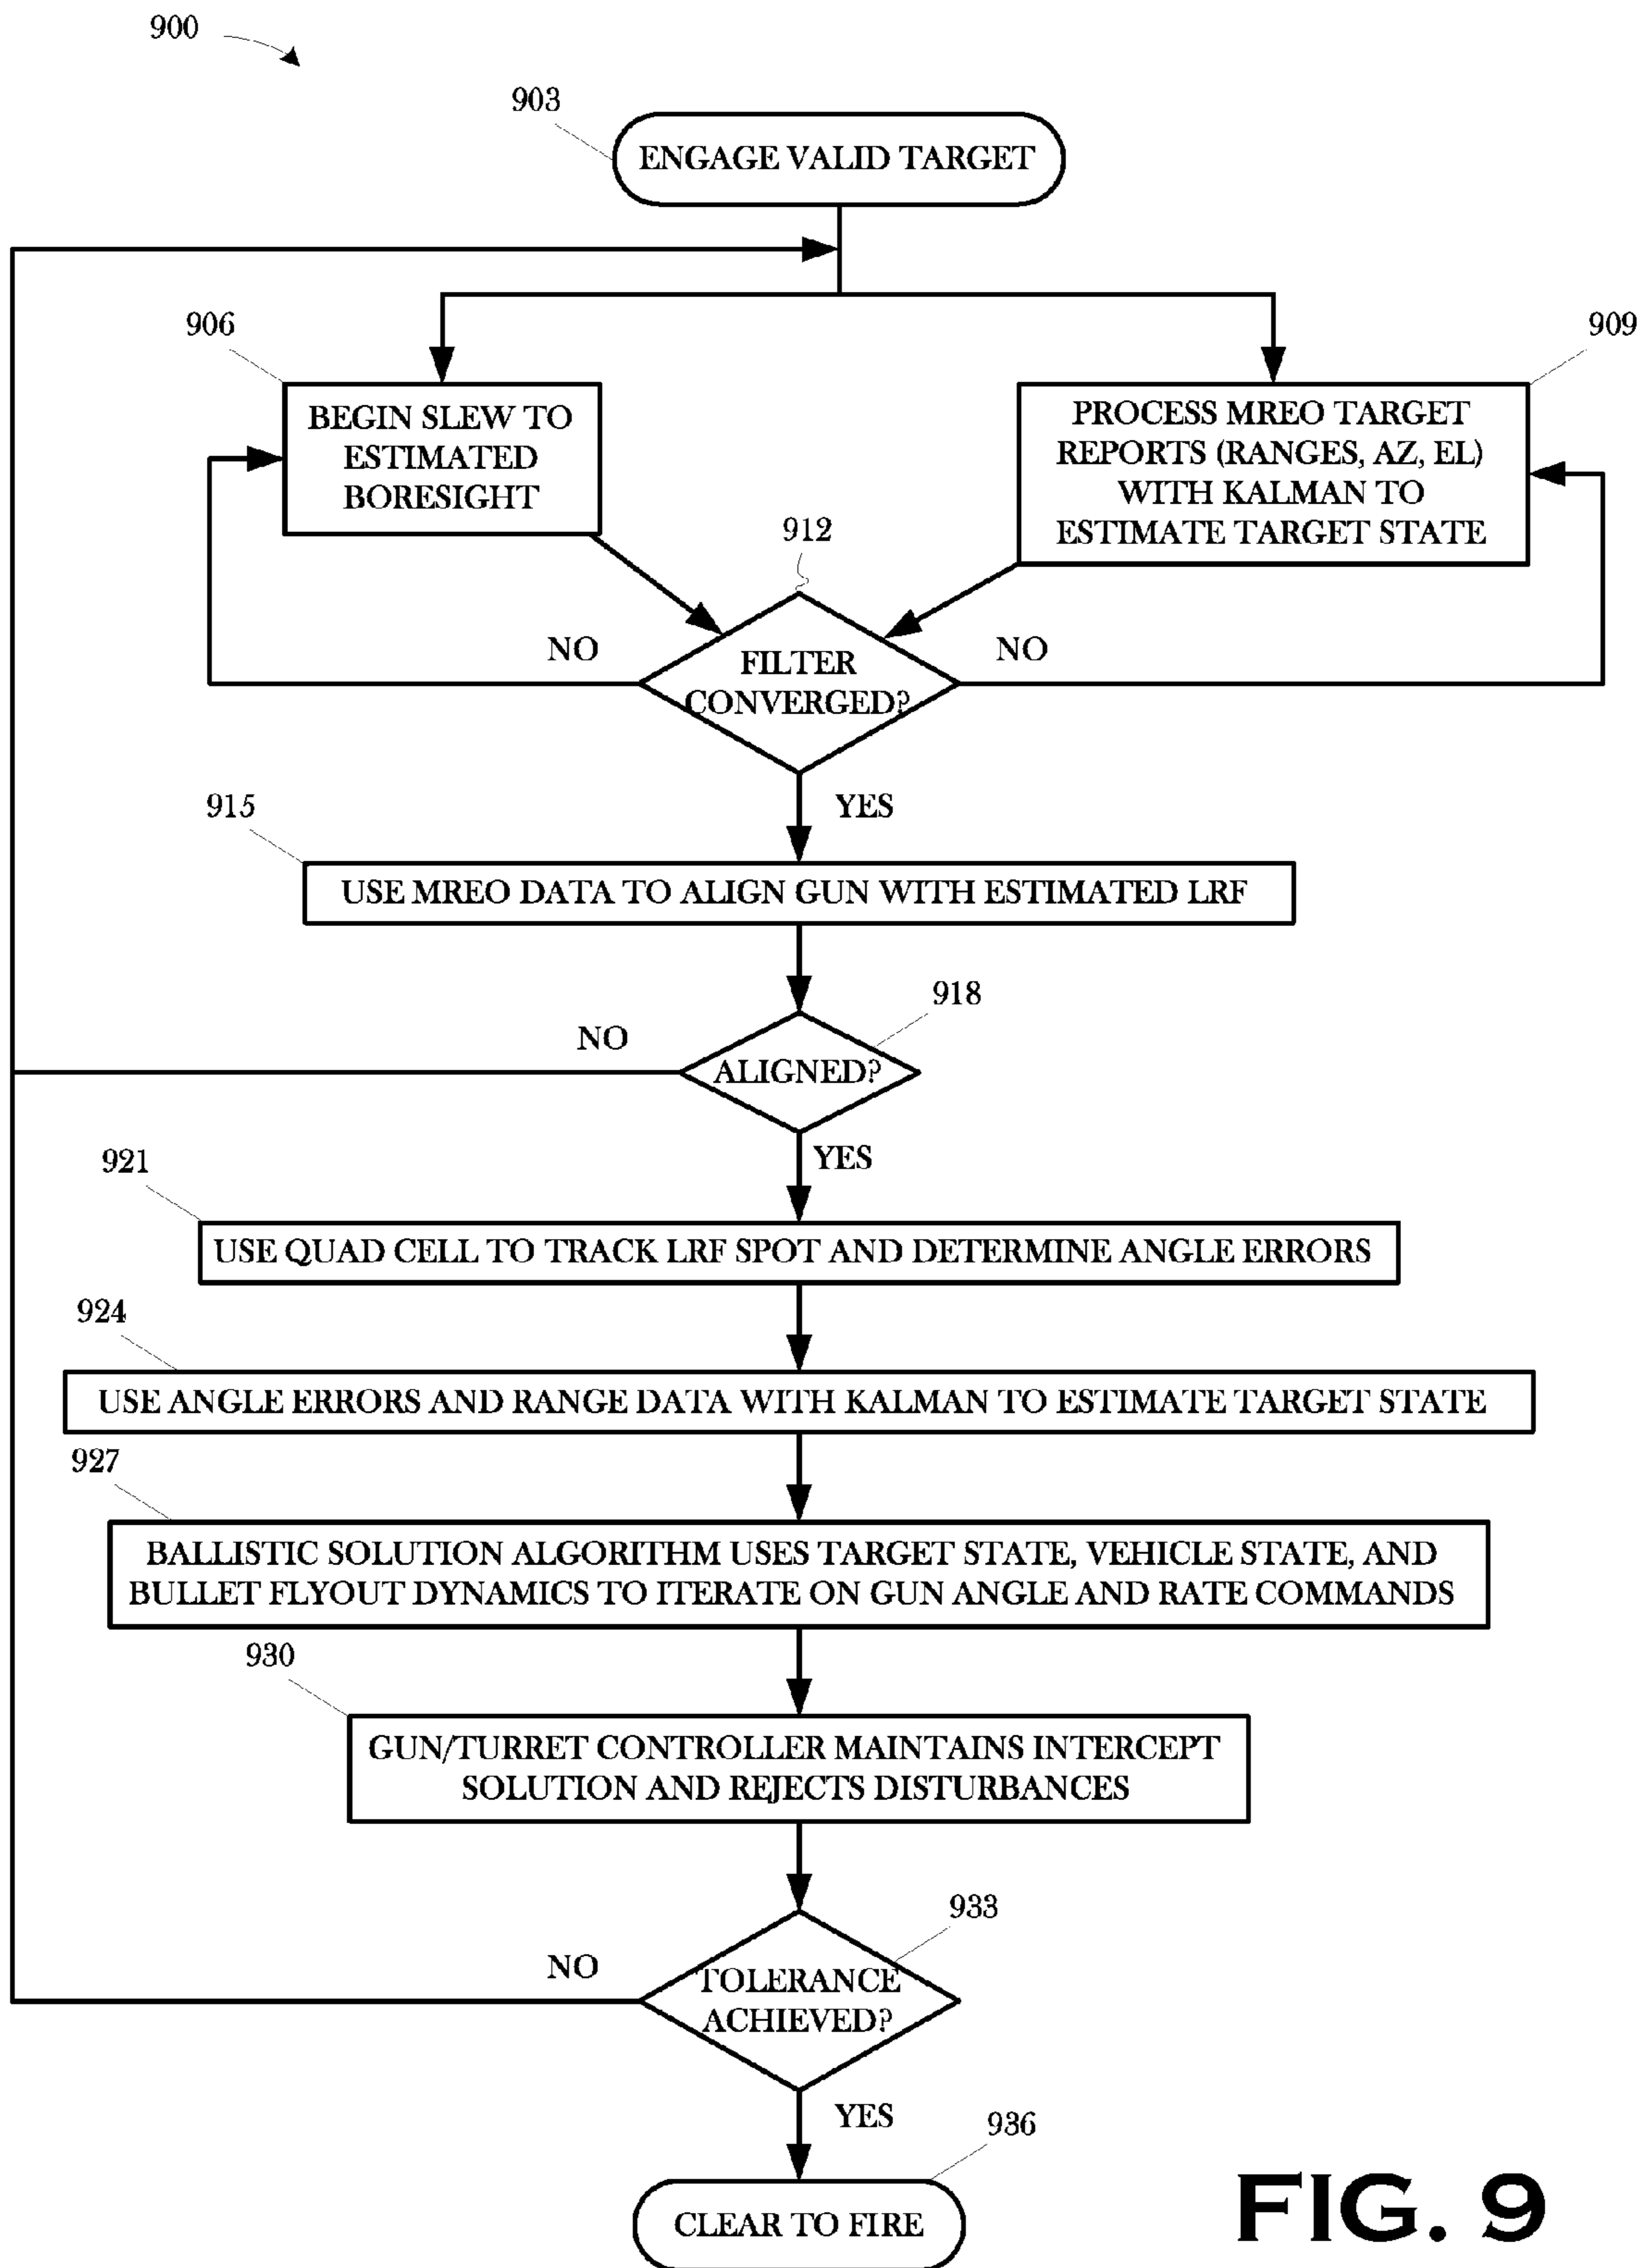 900
903
ENGAGE VALID TARGET
906
909
BEGIN SLEW TO
ESTIMATED
BORESIGHT
PROCESS MREO TARGET
REPORTS (RANGES, AZ, EL)
WITH KALMAN TO
ESTIMATE TARGET STATE
912
NO
NO
FILTER
CONVERGED?
YES
915
USE MREO DATA TO ALIGN GUN WITH ESTIMATED LRF
918
NO
ALIGNED?
YES
921
USE QUAD CELL TO TRACK LRF SPOT AND DETERMINE ANGLE ERRORS
924
USE ANGLE ERRORS AND RANGE DATA WITH KALMAN TO ESTIMATE TARGET STATE
927
BALLISTIC SOLUTION ALGORITHM USES TARGET STATE, VEHICLE STATE, AND
BULLET FLYOUT DYNAMICS TO ITERATE ON GUN ANGLE AND RATE COMMANDS
930
GUN/TURRET CONTROLLER MAINTAINS INTERCEPT
SOLUTION AND REJECTS DISTURBANCES
933
NO
TOLERANCE
ACHIEVED?
YES
936
CLEAR TO FIRE
FIG. 9